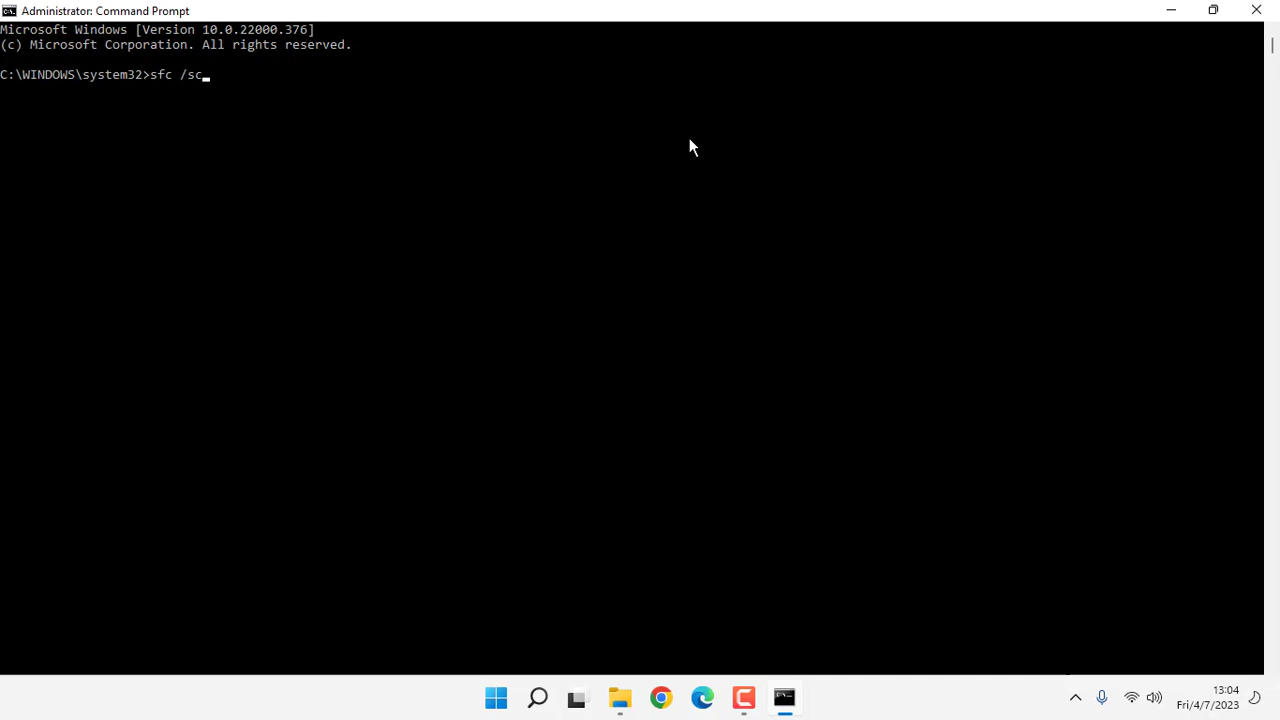 Administrator: Command Prompt
Microsoft Windows [Version 10.0.22000.376]
(c) Microsoft Corporation. All rights reserved.
C:\WINDOWS\system32>sfc /sc
13:04
Fri/4/7/2023